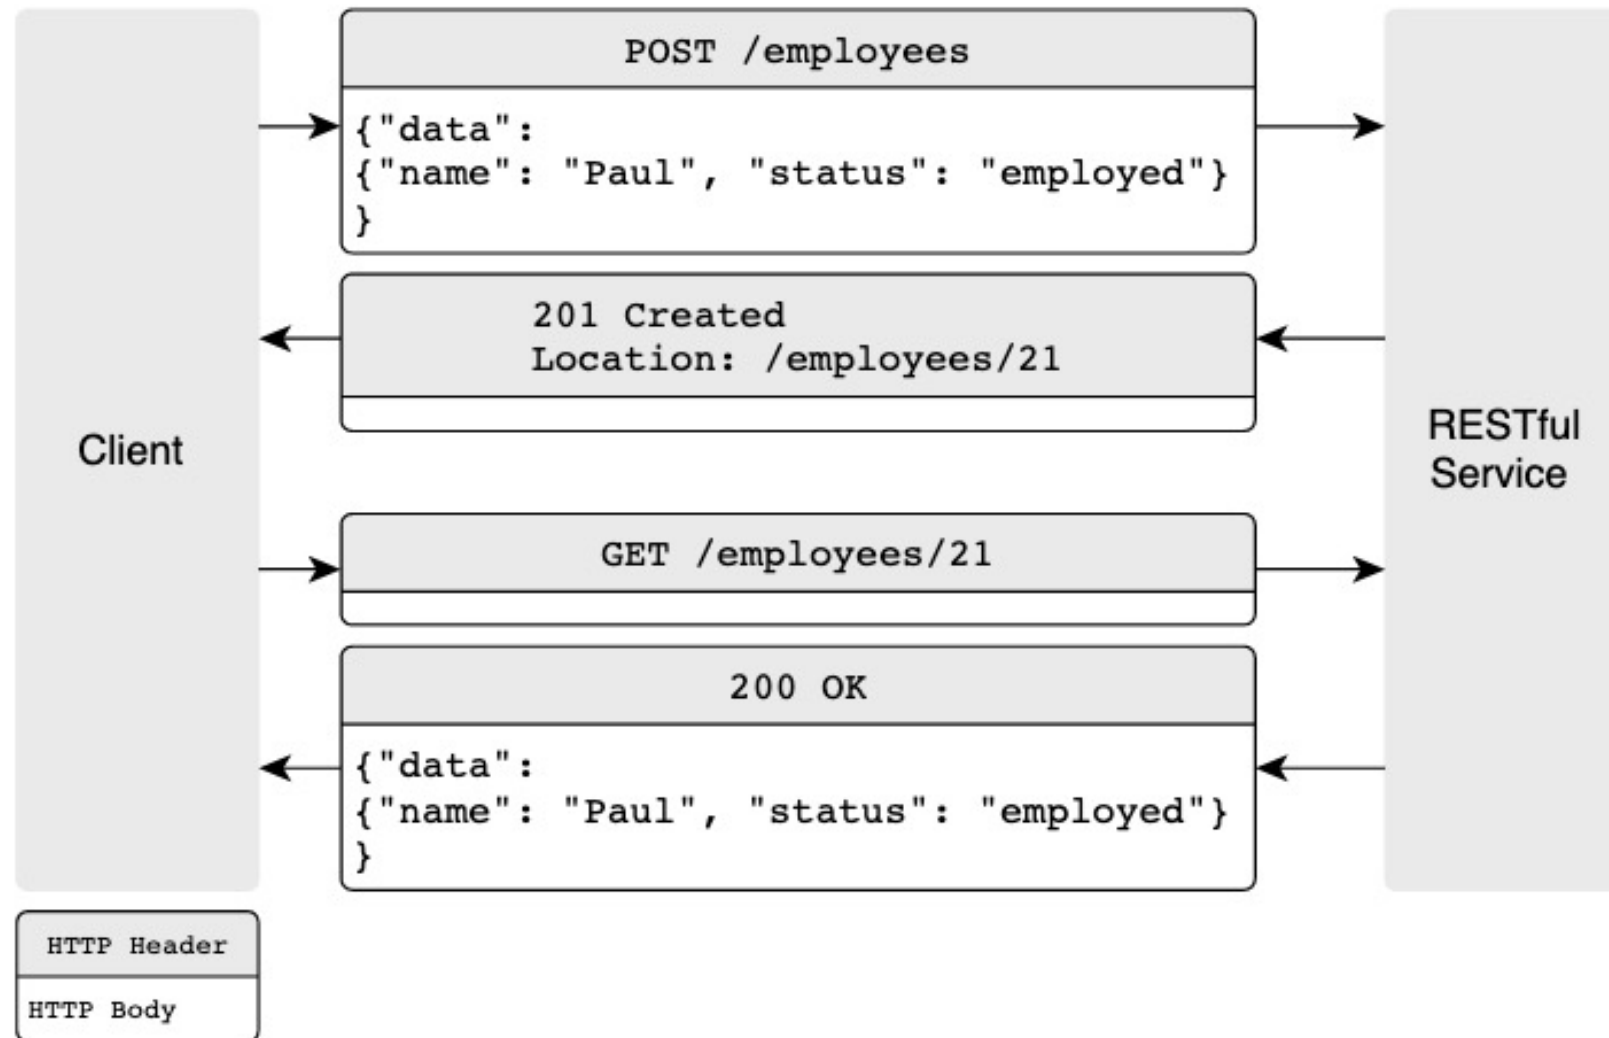 POST /employees
{"data":
{"name": "Paul", "status": "employed"}
}
201 Created
Location: /employees/21
Client
RESTful
Service
GET /employees/21
200 OK
{"data":
{"name": "Paul", "status": "employed"}
}
HTTP Header
HTTP Body